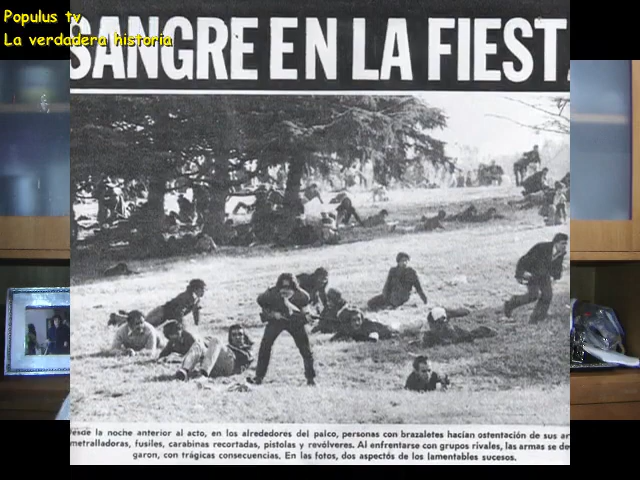 Populus tv
La verdadera historia
SANGRE EN LA FIEST
desde la noche anterior al acto, en los alrededores del palco, personas con brazaletes hacían ostentación de sus ar
metralladoras, fusiles, carabinas recortadas, pistolas y revólveres. Al enfrentarse con grupos rivales, las armas se de
garon, con trágicas consecuencias. En las fotos, dos aspectos de los lamentables sucesos.